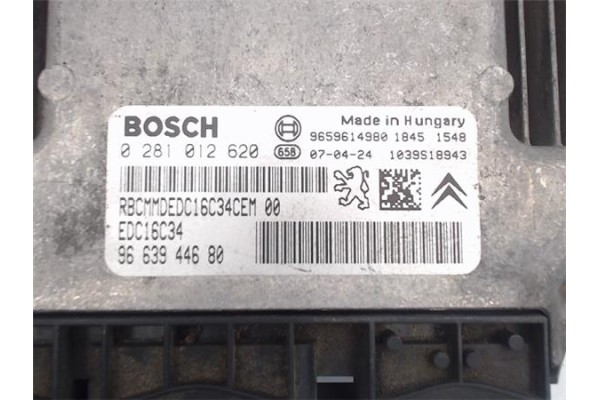 BOSCH
Made in Hungary
9659614980 1845 1548
0 281 012 620 658 07-04-24 1039S18943
RBCMMDEDC16C34CEM 00
EDC16C34
96 639 446 80